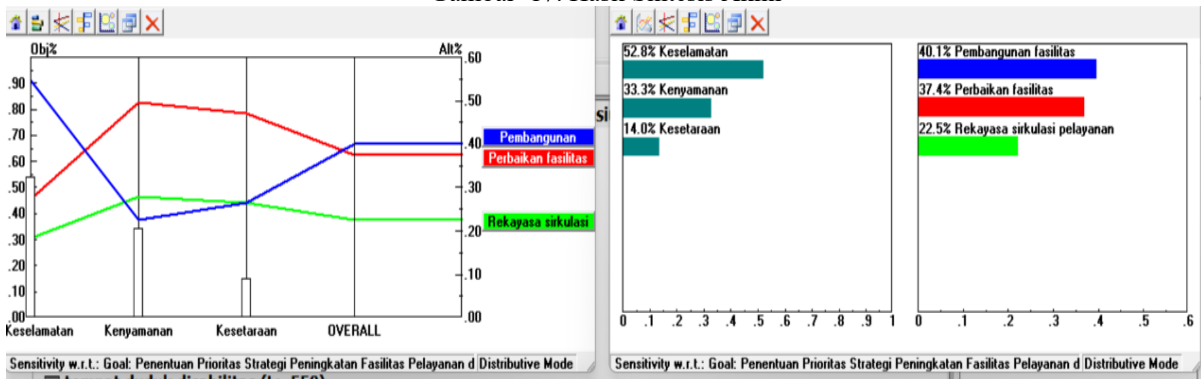 Obj%
Alt%
.90
.80
.70
.60
.50
.40
.30
.20
.10
.00
.60
.50
.40
.30
.20
.10
.00
Pembangunan
Perbaikan fasilitas
Rekayasa sirkulasi
Keselamatan Kenyamanan Kesetaraan OVERALL
Sensitivity w.r.t.: Goal: Penentuan Prioritas Strategi Peningkatan Fasilitas Pelayanan d Distributive Mode
52.8% Keselamatan
33.3% Kenyamanan
14.0% Kesetaraan
0 .1 .2 .3 .4 .5 .6 .7 .8 .9 1
40.1% Pembangunan fasilitas
37.4% Perbaikan fasilitas
22.5% Rekayasa sirkulasi pelayanan
0 .1 .2 .3 .4 .5 .6
Sensitivity w.r.t.: Goal: Penentuan Prioritas Strategi Peningkatan Fasilitas Pelayanan d Distributive Mode